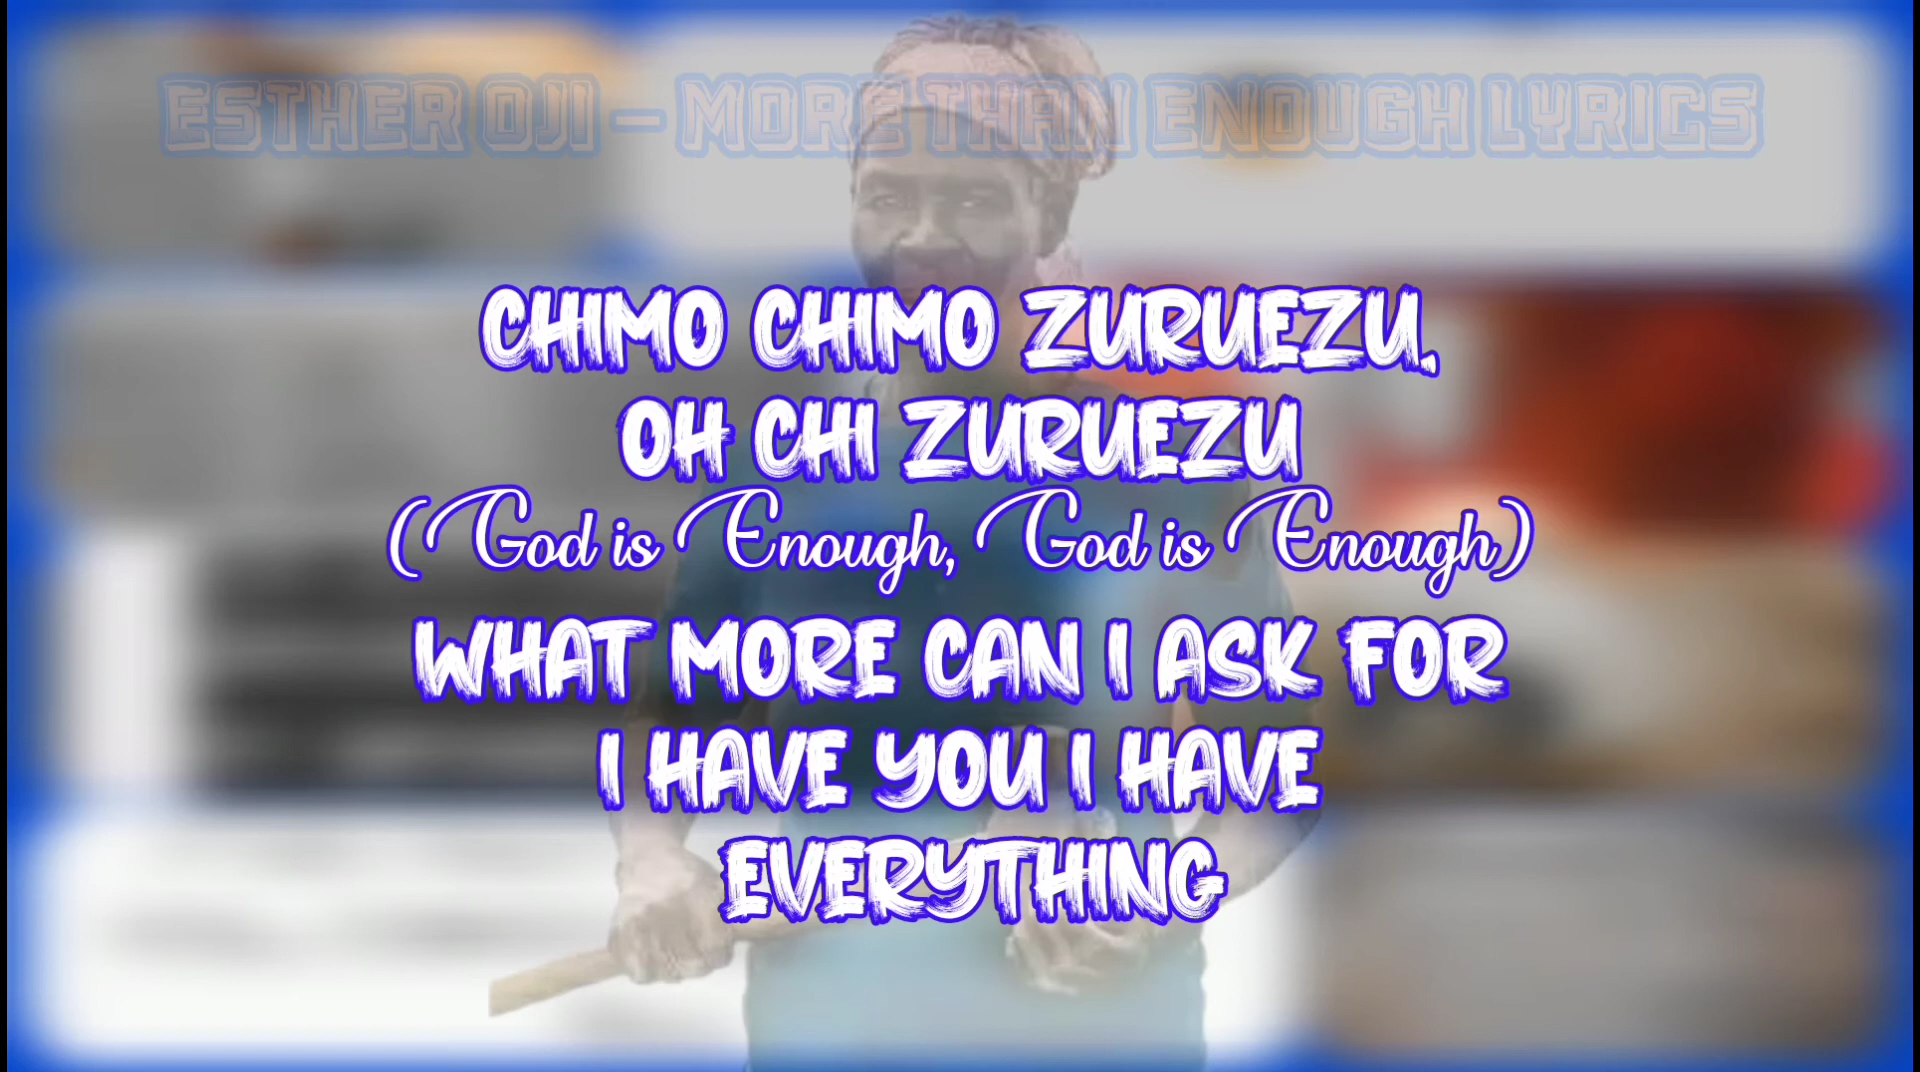 ESTHER OJI – MORE THAN ENOUGH LYRICS
CHIMO CHIMO ZURUEZU,
OH CHI ZURUEZU
(God is Enough, God is Enough)
WHAT MORE CAN I ASK FOR
I HAVE YOU I HAVE
EVERYTHING